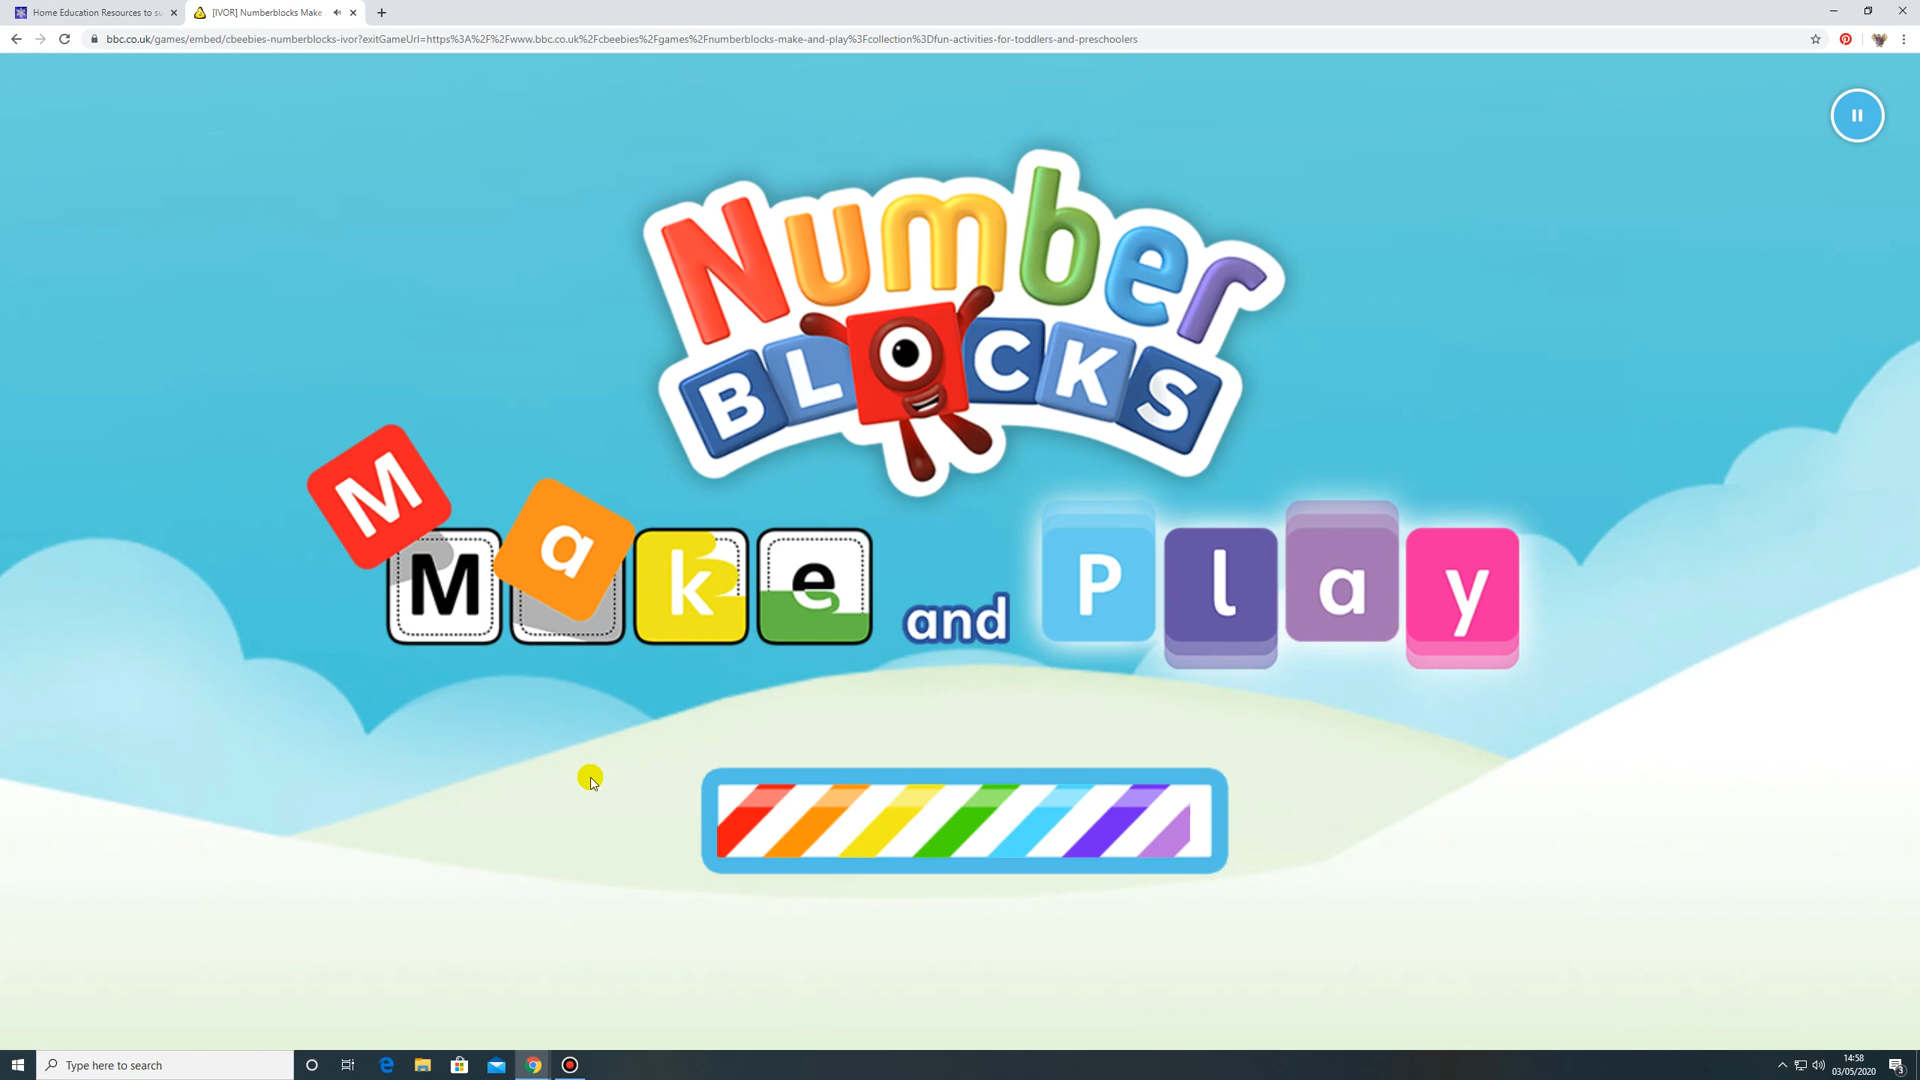 Home Education Resources to su
[IVOR] Numberblocks Make
bbc.co.uk/games/embed/cbeebies-numberblocks-ivor?exitGameUrl=https%3A%2F%2Fwww.bbc.co.uk%2Fcbeebies%2Fgames%2Fnumberblocks-make-and-play%3Fcollection%3Dfun-activities-for-toddlers-and-preschoolers
Number
BLOCKS
M a
M k e and Play
Type here to search
14:58
03/05/2020
3